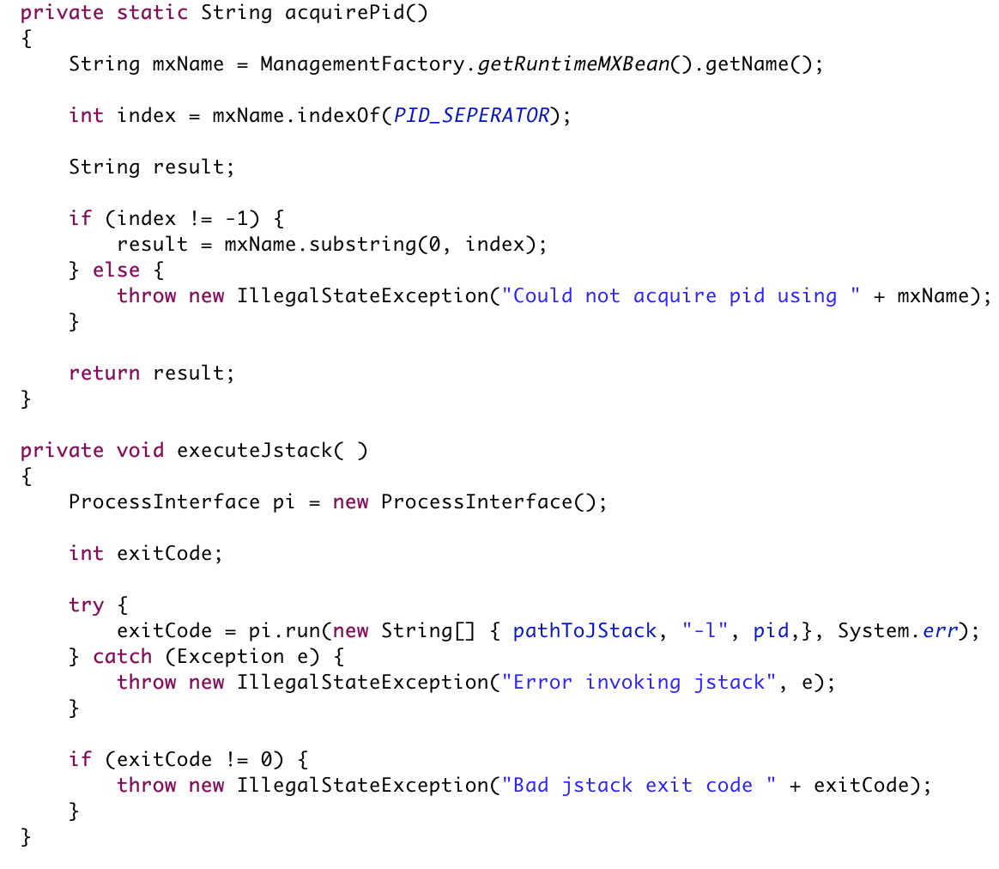 private static String acquirePid()
{
    String mxName = ManagementFactory.getRuntimeMXBean().getName();

    int index = mxName.indexOf(PID_SEPERATOR);

    String result;

    if (index != -1) {
        result = mxName.substring(0, index);
    } else {
        throw new IllegalStateException("Could not acquire pid using " + mxName);
    }

    return result;
}

private void executeJstack( )
{
    ProcessInterface pi = new ProcessInterface();

    int exitCode;

    try {
        exitCode = pi.run(new String[] { pathToJStack, "-l", pid,}, System.err);
    } catch (Exception e) {
        throw new IllegalStateException("Error invoking jstack", e);
    }

    if (exitCode != 0) {
        throw new IllegalStateException("Bad jstack exit code " + exitCode);
    }
}